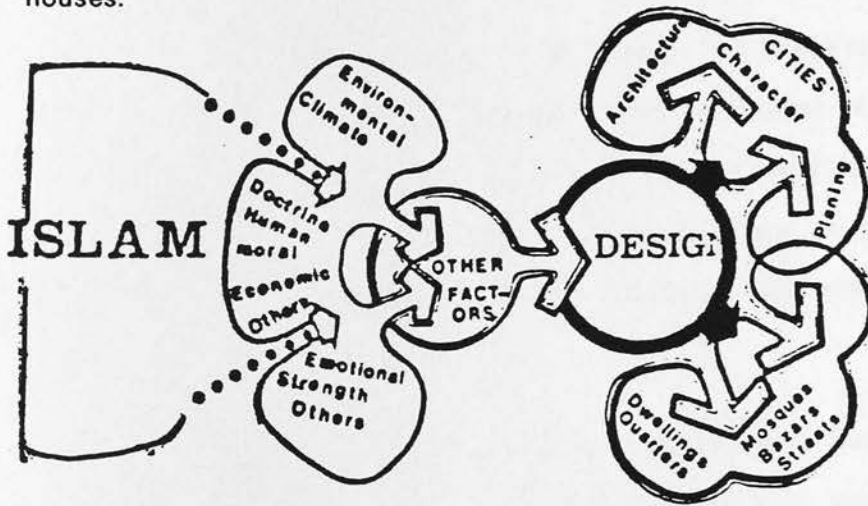 houses.
ISLAM
Environ-
mental
Climate
Doctrine
Human
moral
Economic
Others
Emotional
Strength
Others
OTHER
FACT-
ORS
DESIGN
Architecture
Character
CITIES'
Planing
Dwellings
Quarters
Mosques
Bazars
Streets